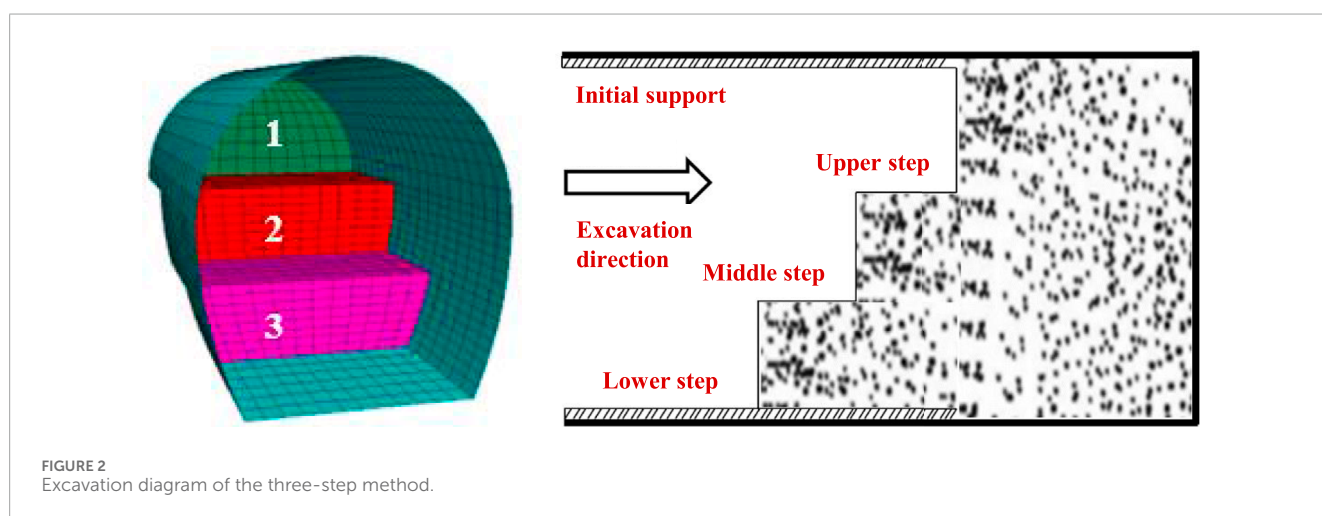 1
2
3
Initial support
Upper step
Excavation
direction
Middle step
Lower step
FIGURE 2
Excavation diagram of the three-step method.